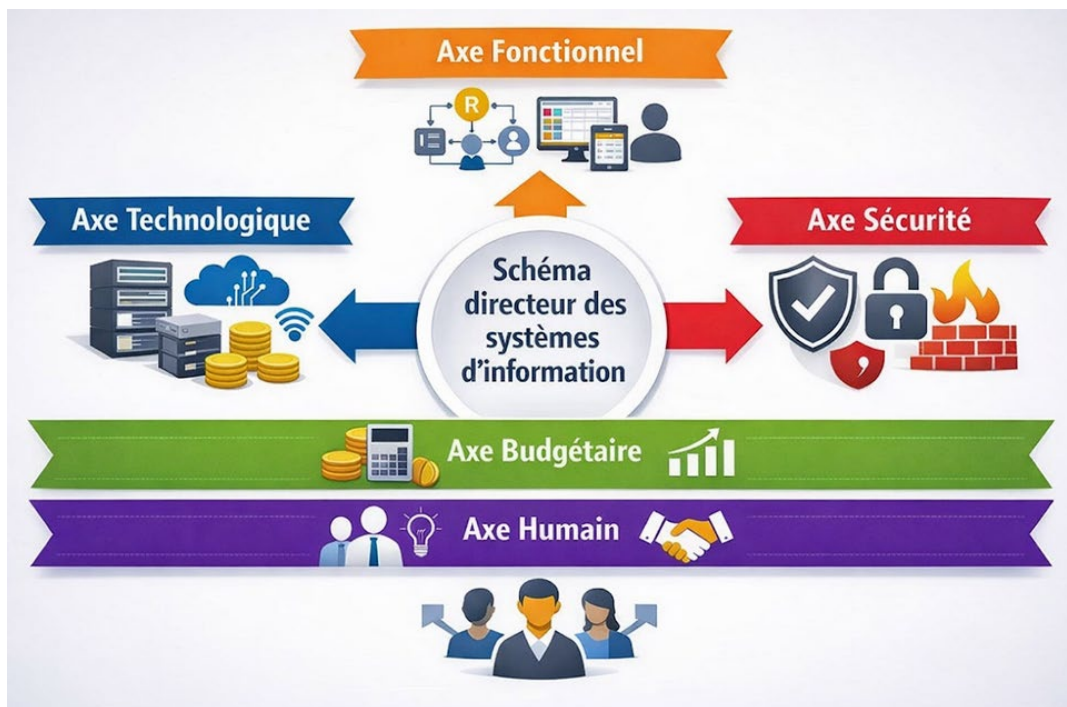 Axe Fonctionnel
R
Axe Technologique
Axe Sécurité
Schéma
directeur des
systèmes
d'information
Axe Budgétaire
Axe Humain